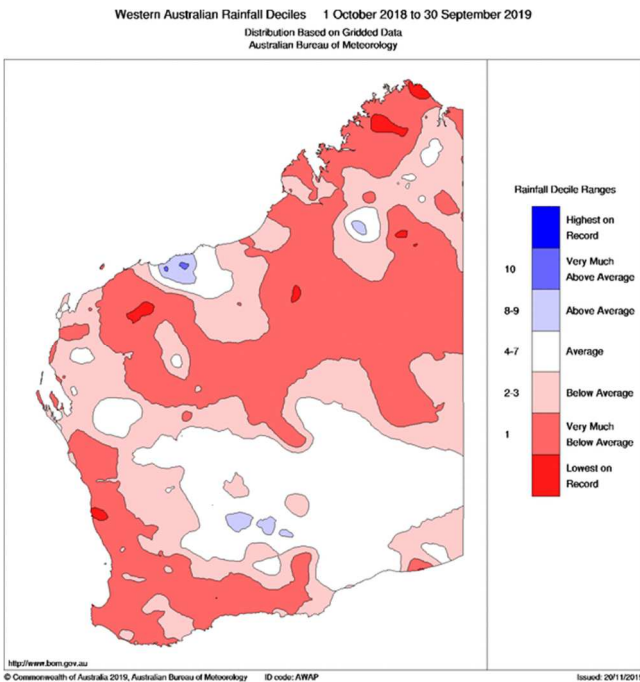 Western Australian Rainfall Deciles 1 October 2018 to 30 September 2019
Distribution Based on Gridded Data
Australian Bureau of Meteorology
Rainfall Decile Ranges
Highest on
Record
10
Very Much
Above Average
8-9
Above Average
4-7
Average
2-3
Below Average
1
Very Much
Below Average
Lowest on
Record
http://www.bom.gov.au
© Commonwealth of Australia 2019, Australian Bureau of Meteorology ID code: AWAP Issued: 20/11/201